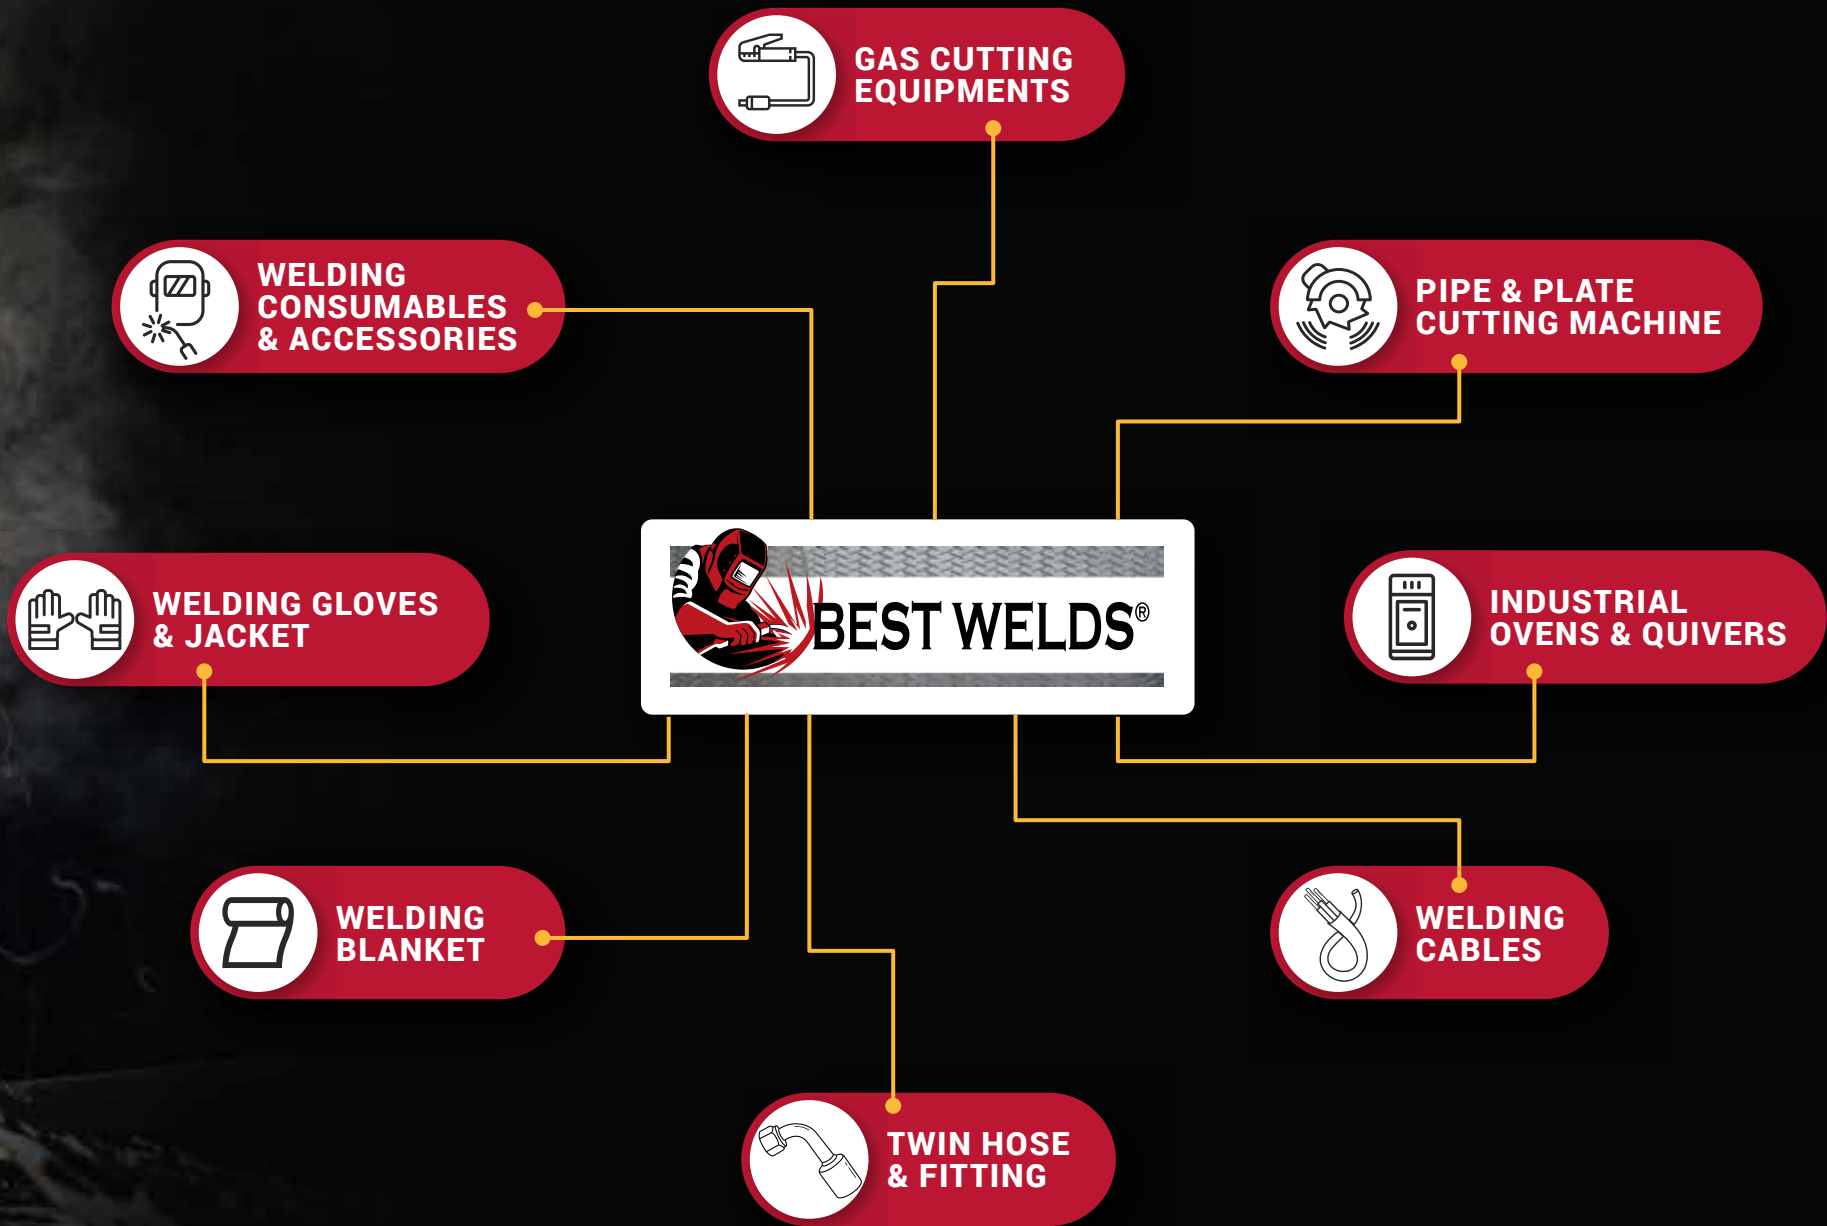 GAS CUTTING
EQUIPMENTS
WELDING
CONSUMABLES
& ACCESSORIES
PIPE & PLATE
CUTTING MACHINE
WELDING GLOVES
& JACKET
BEST WELDS®
INDUSTRIAL
OVENS & QUIVERS
WELDING
BLANKET
WELDING
CABLES
TWIN HOSE
& FITTING